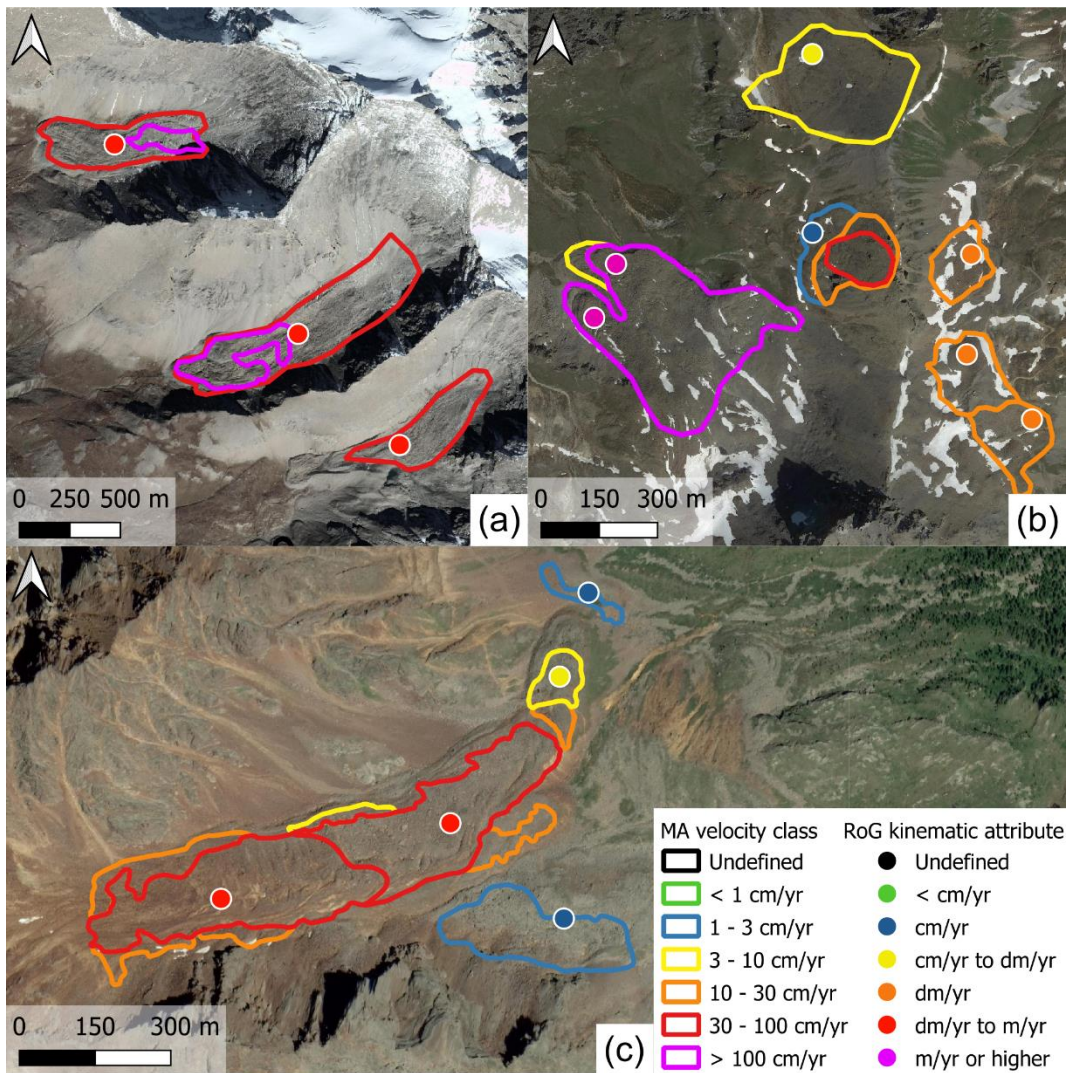 0 250 500 m
(a)
0 150 300 m
(b)
0 150 300 m
(c)
MA velocity class RoG kinematic attribute
Undefined Undefined
< 1 cm/yr < cm/yr
1 - 3 cm/yr cm/yr
3 - 10 cm/yr cm/yr to dm/yr
10 - 30 cm/yr dm/yr
30 - 100 cm/yr dm/yr to m/yr
> 100 cm/yr m/yr or higher